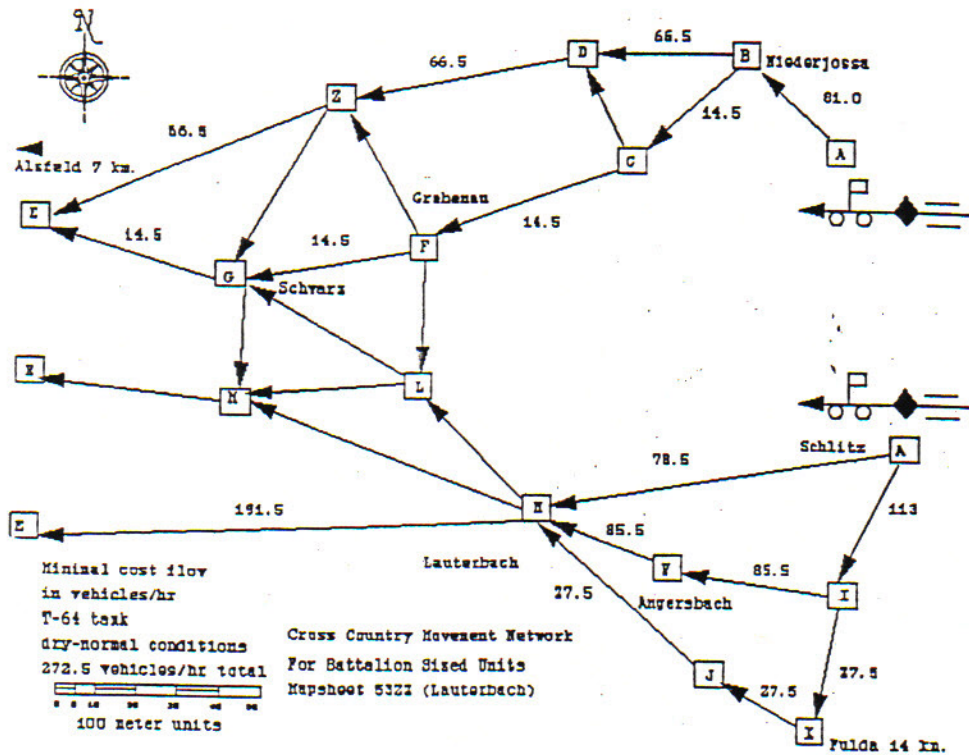 N
D
66.5
B
Niederjossa
66.5
Z
81.0
14.5
56.5
C
A
Alsfeld 7 km.
Grebenau
E
14.5
14.5
14.5
F
G
Schwarz
E
M
L
Schlitz
A
78.5
113
H
191.5
85.5
Lauterbach
85.5
Angersbach
I
27.5
J
27.5
27.5
Fulda 14 km.
Minimal cost flow
in vehicles/hr
T-64 tank
dry-normal conditions
272.5 vehicles/hr total
100 meter units
Cross Country Movement Network
For Battalion Sized Units
Mapsheet 5322 (Lauterbach)